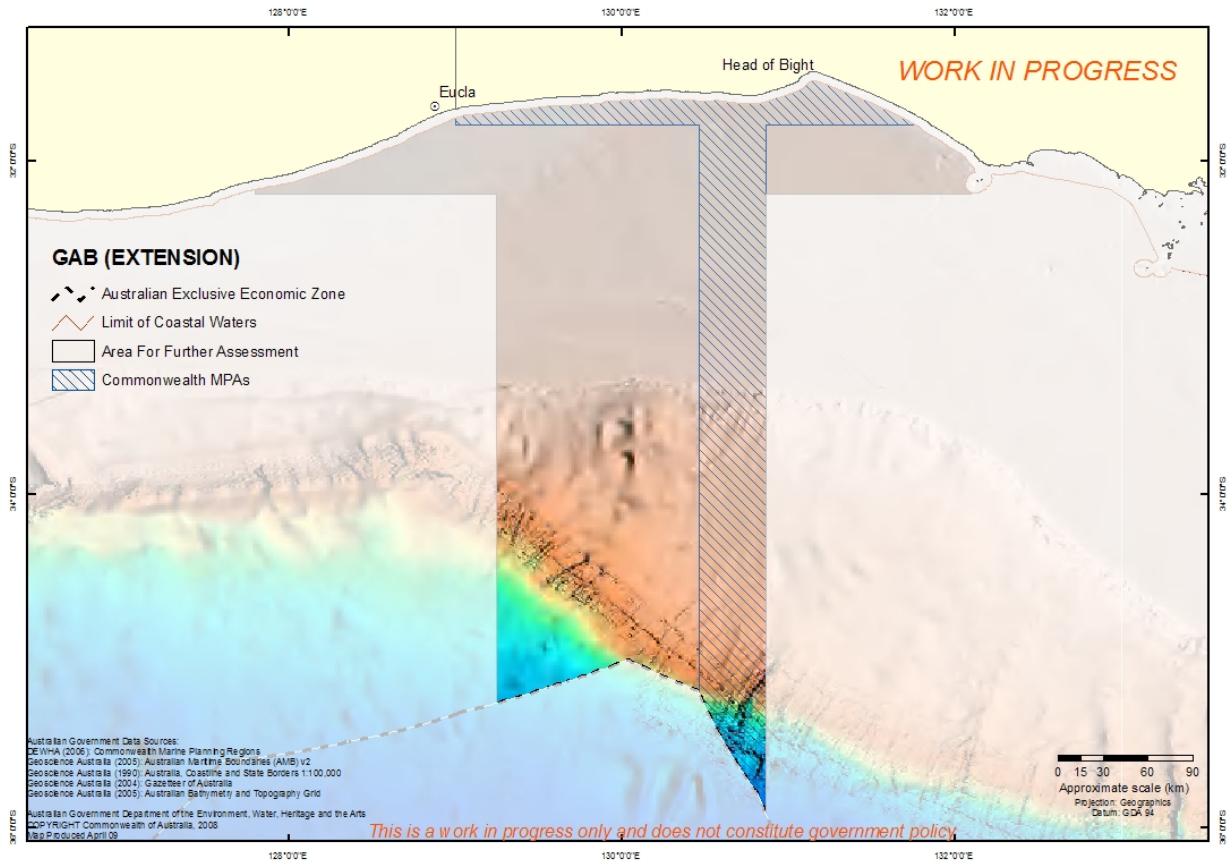 128°0'0"E 130°0'0"E 132°0'0"E
Head of Bight
WORK IN PROGRESS
Eucla
32°0'0"S 32°0'0"S
GAB (EXTENSION)
Australian Exclusive Economic Zone
Limit of Coastal Waters
Area For Further Assessment
Commonwealth MPAs
34°0'0"S 34°0'0"S
Australian Government Data Sources:
DEWHA (2006): Commonwealth Marine Planning Regions
Geoscience Australia (2005): Australian Maritime Boundaries (AMB) v2
Geoscience Australia (1990): Australia, Coastline and State Borders 1:100,000
Geoscience Australia (2004): Gazetteer of Australia
Geoscience Australia (2005): Australian Bathymetry and Topography Grid
Australian Government Department of the Environment, Water, Heritage and the Arts
COPYRIGHT Commonwealth of Australia, 2008
Map Produced April 09
0 15 30 60 90
Approximate scale (km)
Projection: Geographics
Datum: GDA 94
This is a work in progress only and does not constitute government policy
36°0'0"S 36°0'0"S
128°0'0"E 130°0'0"E 132°0'0"E